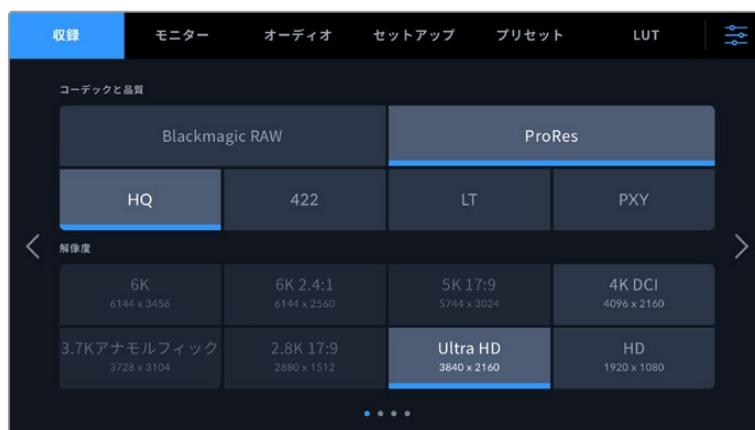 収録 モニター オーディオ セットアップ プリセット LUT
コーデックと品質
Blackmagic RAW ProRes
HQ 422 LT PXY
解像度
6K 6K 2.4:1 5K 17:9 4K DCI
6144 x 3456 6144 x 2560 5744 x 3024 4096 x 2160
3.7Kアナモルフィック 2.8K 17:9 Ultra HD HD
3728 x 3104 2880 x 1512 3840 x 2160 1920 x 1080